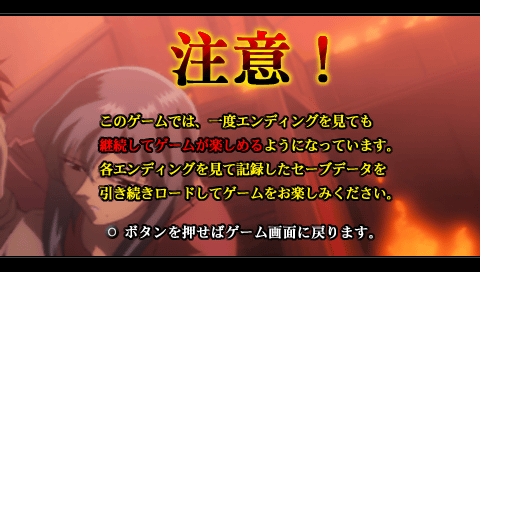 注意！
このゲームでは、一度エンディングを見ても
継続してゲームが楽しめるようになっています。
各エンディングを見て記録したセーブデータを
引き続きロードしてゲームをお楽しみください。
○ ボタンを押せばゲーム画面に戻ります。